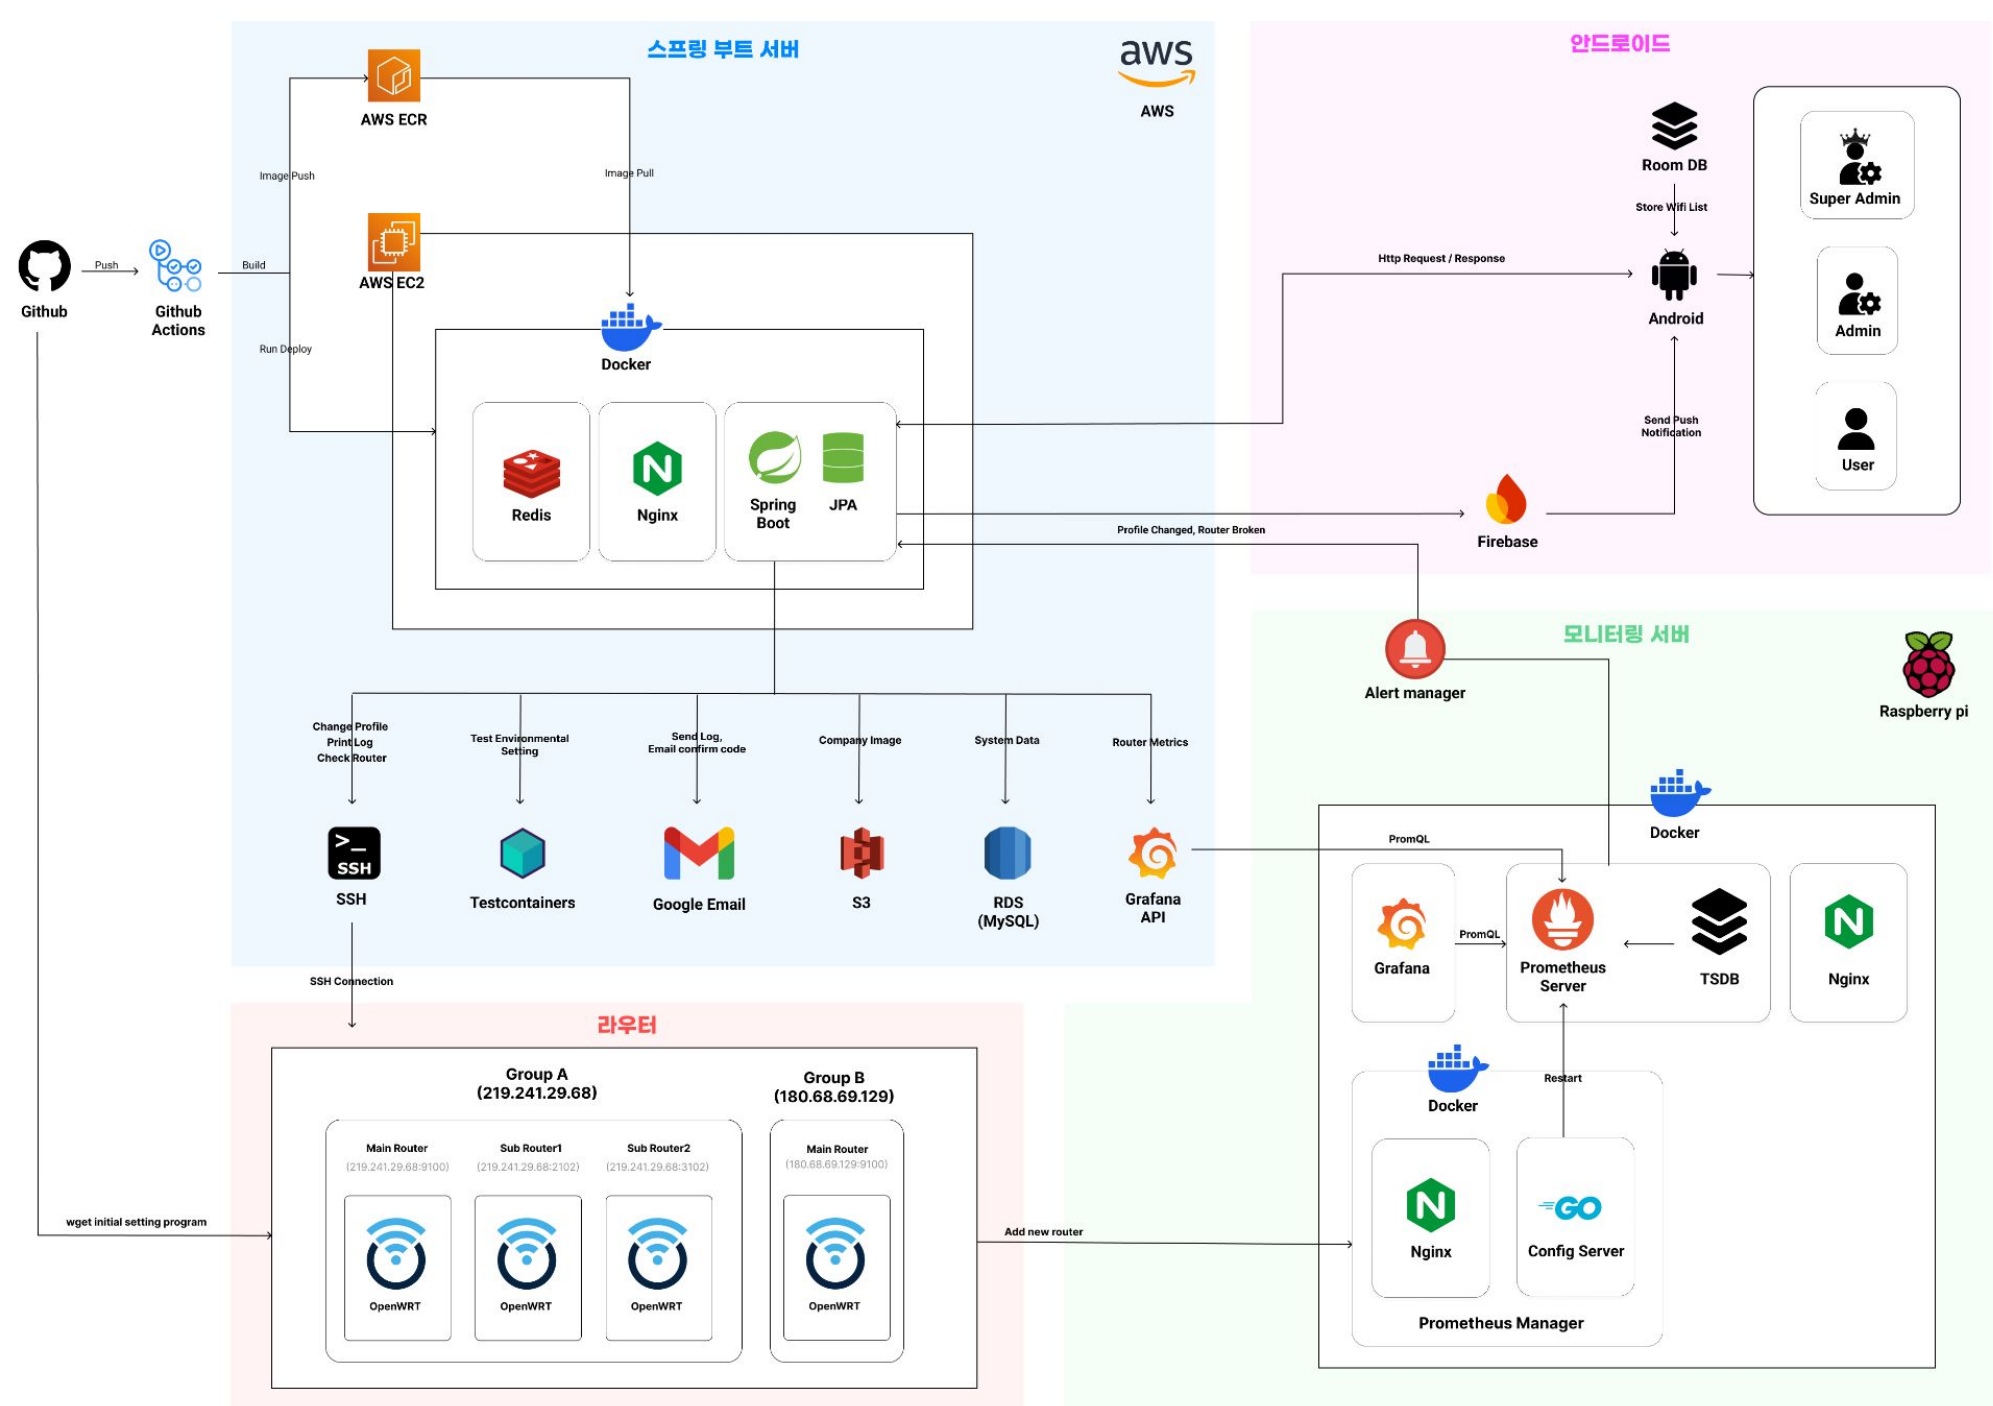 스프링 부트 서버
aws
AWS
AWS ECR
Image Push
Image Pull
AWS EC2
Github
Push
Github
Actions
Build
Run Deploy
Docker
Redis
Nginx
Spring
Boot
JPA
Change Profile
Print Log
Check Router
Test Environmental
Setting
Send Log,
Email confirm code
Company Image
System Data
Router Metrics
>_
SSH
SSH
Testcontainers
Google Email
S3
RDS
(MySQL)
Grafana
API
SSH Connection
안드로이드
Room DB
Store Wifi List
Http Request / Response
Android
Super Admin
Admin
User
Send Push
Notification
Profile Changed, Router Broken
Firebase
모니터링 서버
Alert manager
Raspberry pi
Docker
PromQL
Grafana
PromQL
Prometheus
Server
TSDB
Nginx
Restart
Docker
Nginx
GO
Config Server
Prometheus Manager
라우터
Group A
(219.241.29.68)
Group B
(180.68.69.129)
Main Router
(219.241.29.68:9100)
Sub Router1
(219.241.29.68:2102)
Sub Router2
(219.241.29.68:3102)
Main Router
(180.68.69.129:9100)
OpenWRT
OpenWRT
OpenWRT
OpenWRT
wget initial setting program
Add new router